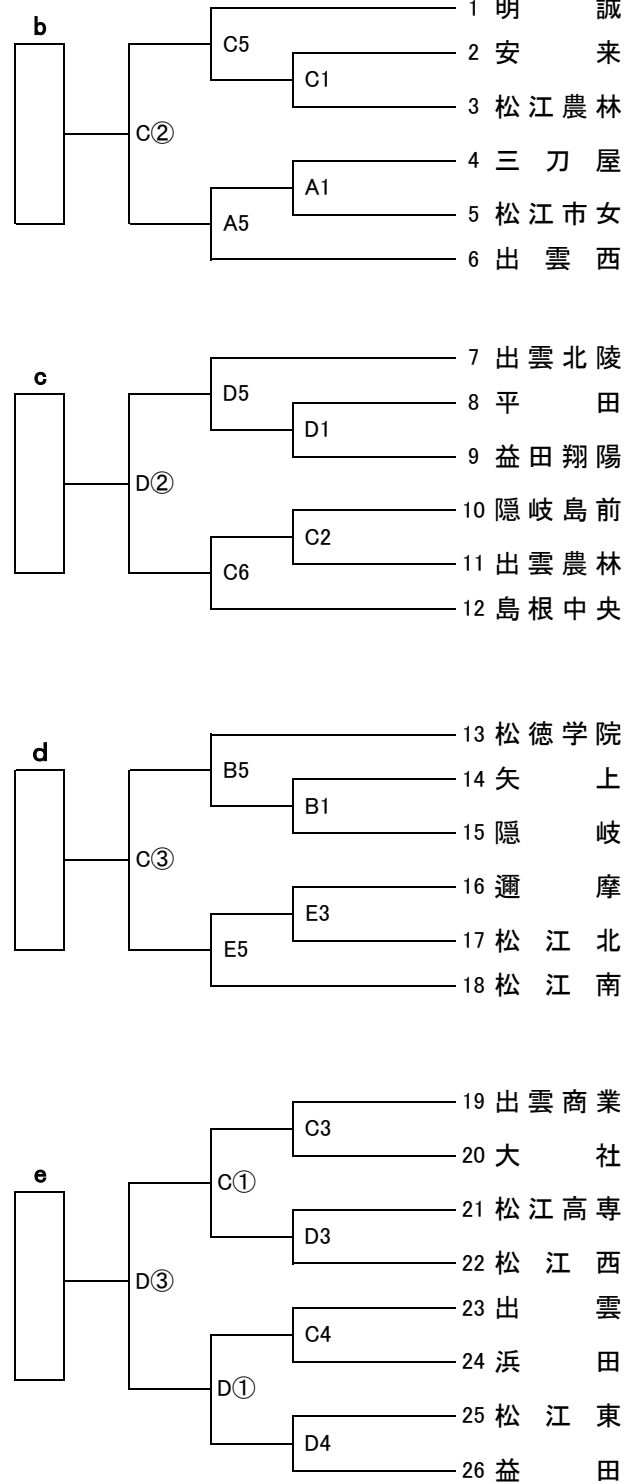 1 明誠
b
C5
2 安来
C1
3 松江農林
C②
4 三刀屋
A1
5 松江市女
A5
6 出雲西
7 出雲北陵
c
D5
8 平田
D1
9 益田翔陽
D②
10 隠岐島前
C2
11 出雲農林
C6
12 島根中央
13 松徳学院
d
B5
14 矢上
B1
15 隠岐
C③
16 邇摩
E3
17 松江北
E5
18 松江南
19 出雲商業
C3
20 大社
e
C①
21 松江高専
D3
22 松江西
D③
23 出雲
C4
24 浜田
D①
25 松江東
D4
26 益田